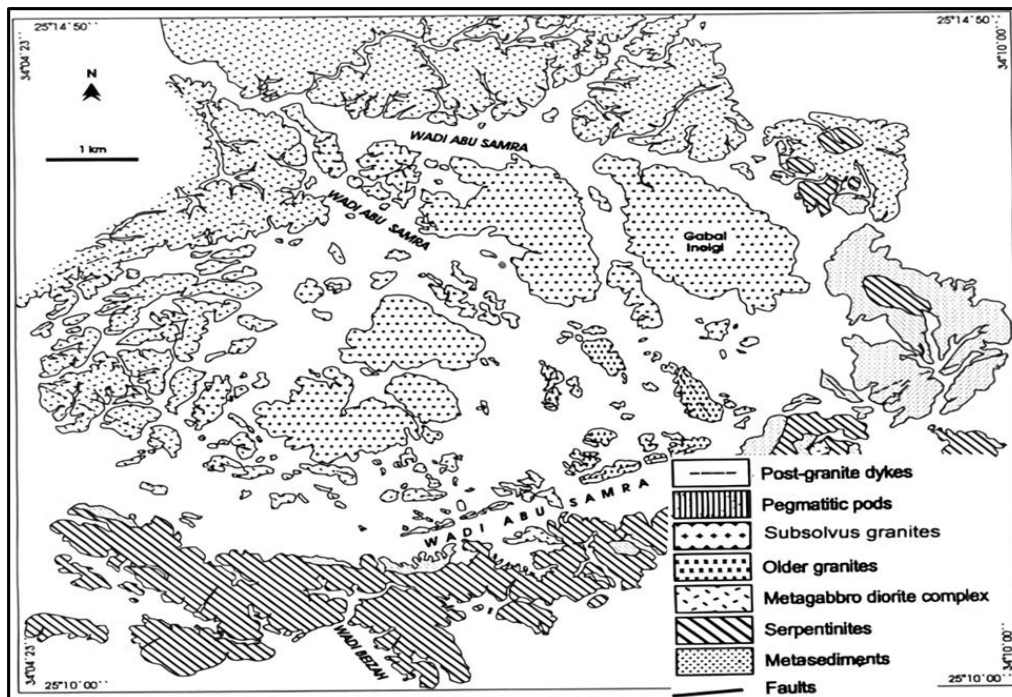 25°14'50''
25°14'50''
34°04'23
34°10'00''
N
1 km
WADI ABU SAMRA
WADI ABU SAMRA
Gabal
Ineigi
WADI ABU SAMRA
WADI BEIZAH
Post-granite dykes
Pegmatitic pods
Subsolvus granites
Older granites
Metagabbro diorite complex
Serpentinites
Metasediments
Faults
34°04'23''
34°10'00''
25°10'00''
25°10'00''